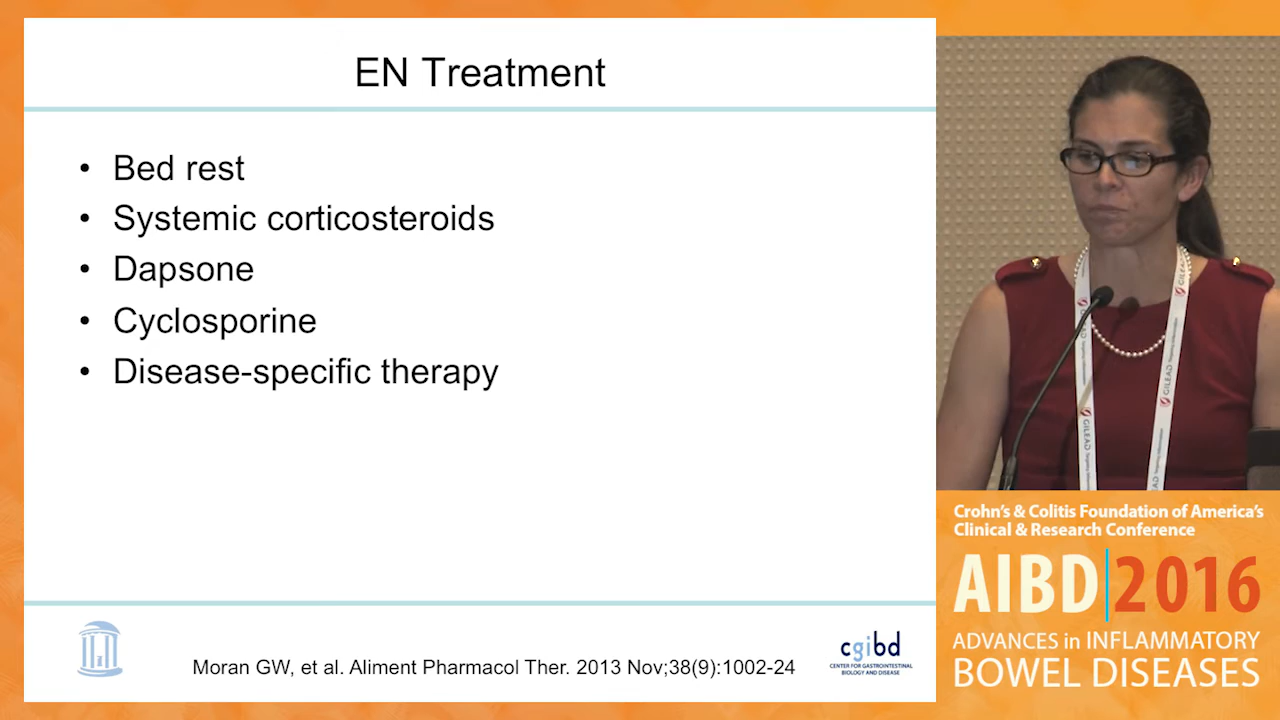 EN Treatment
• Bed rest
• Systemic corticosteroids
• Dapsone
• Cyclosporine
• Disease-specific therapy
Moran GW, et al. Aliment Pharmacol Ther. 2013 Nov;38(9):1002-24
cgibd
CENTER FOR GASTROINTESTINAL
BIOLOGY AND DISEASE
GILEAD
GILEAD
Crohn's & Colitis Foundation of America's
Clinical & Research Conference
AIBD|2016
ADVANCES in INFLAMMATORY
BOWEL DISEASES